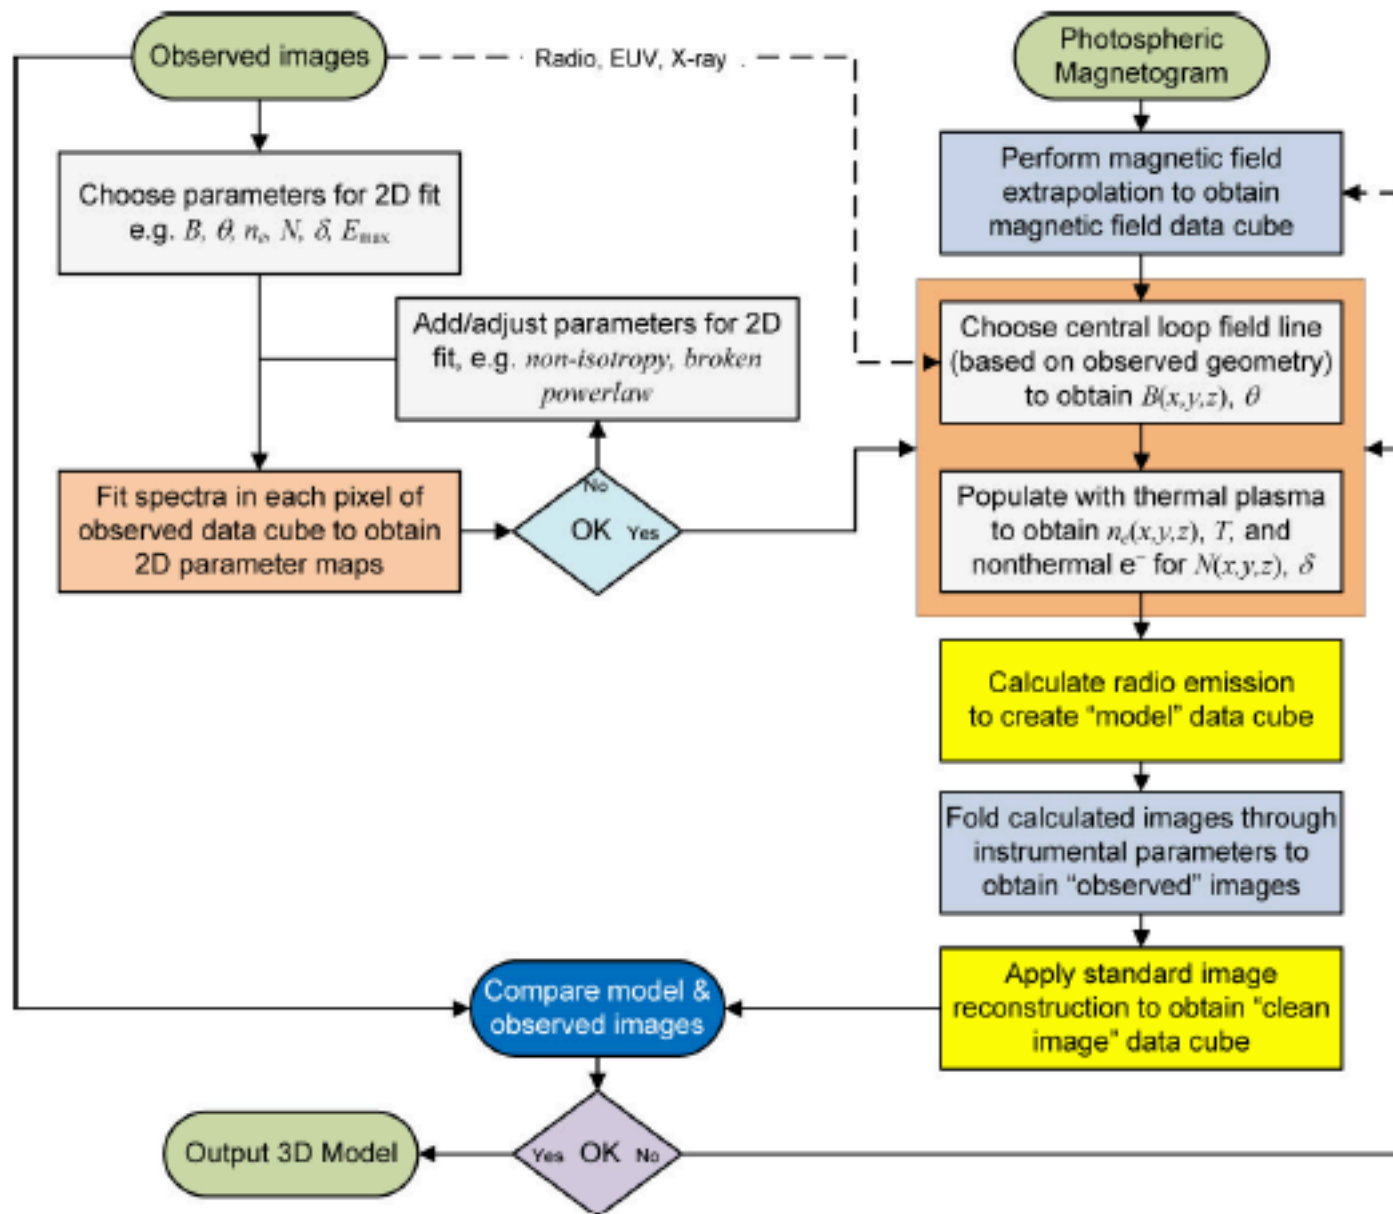 Observed images
Radio, EUV, X-ray .
Photospheric
Magnetogram
Choose parameters for 2D fit
e.g. B, θ, nₑ, N, δ, Eₘₐₓ
Perform magnetic field
extrapolation to obtain
magnetic field data cube
Add/adjust parameters for 2D
fit, e.g. non-isotropy, broken
powerlaw
Choose central loop field line
(based on observed geometry)
to obtain B(x,y,z), θ
Fit spectra in each pixel of
observed data cube to obtain
2D parameter maps
No
OK Yes
Populate with thermal plasma
to obtain nₑ(x,y,z), T, and
nonthermal e⁻ for N(x,y,z), δ
Calculate radio emission
to create “model” data cube
Fold calculated images through
instrumental parameters to
obtain “observed” images
Apply standard image
reconstruction to obtain “clean
image” data cube
Compare model &
observed images
Yes OK No
Output 3D Model